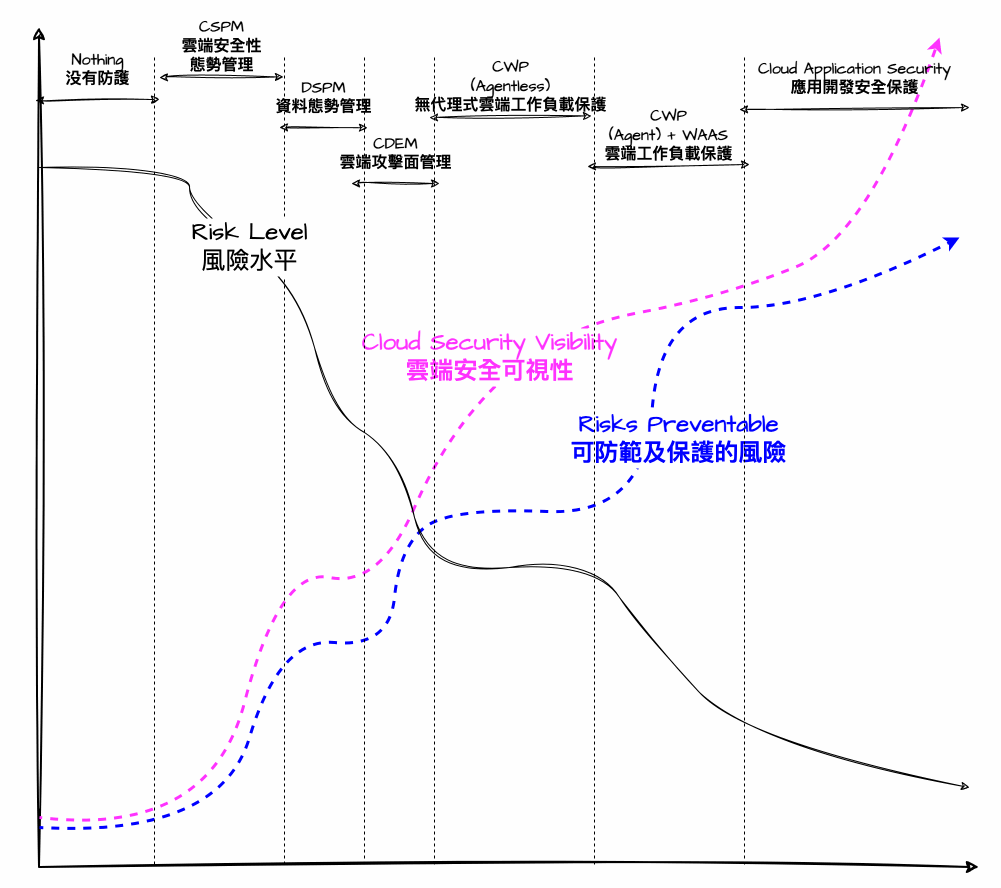 Nothing
没有防護
CSPM
雲端安全性
態勢管理
DSPM
資料態勢管理
CDEM
雲端攻擊面管理
CWP
(Agentless)
無代理式雲端工作負載保護
CWP
(Agent) + WAAS
雲端工作負載保護
Cloud Application Security
應用開發安全保護
Risk Level
風險水平
Cloud Security Visibility
雲端安全可視性
Risks Preventable
可防範及保護的風險